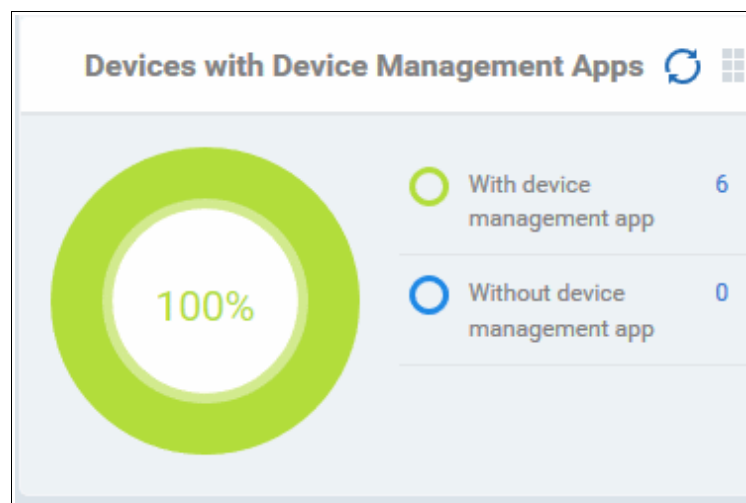 Devices with Device Management Apps
100%
With device 6
management app
Without device 0
management app